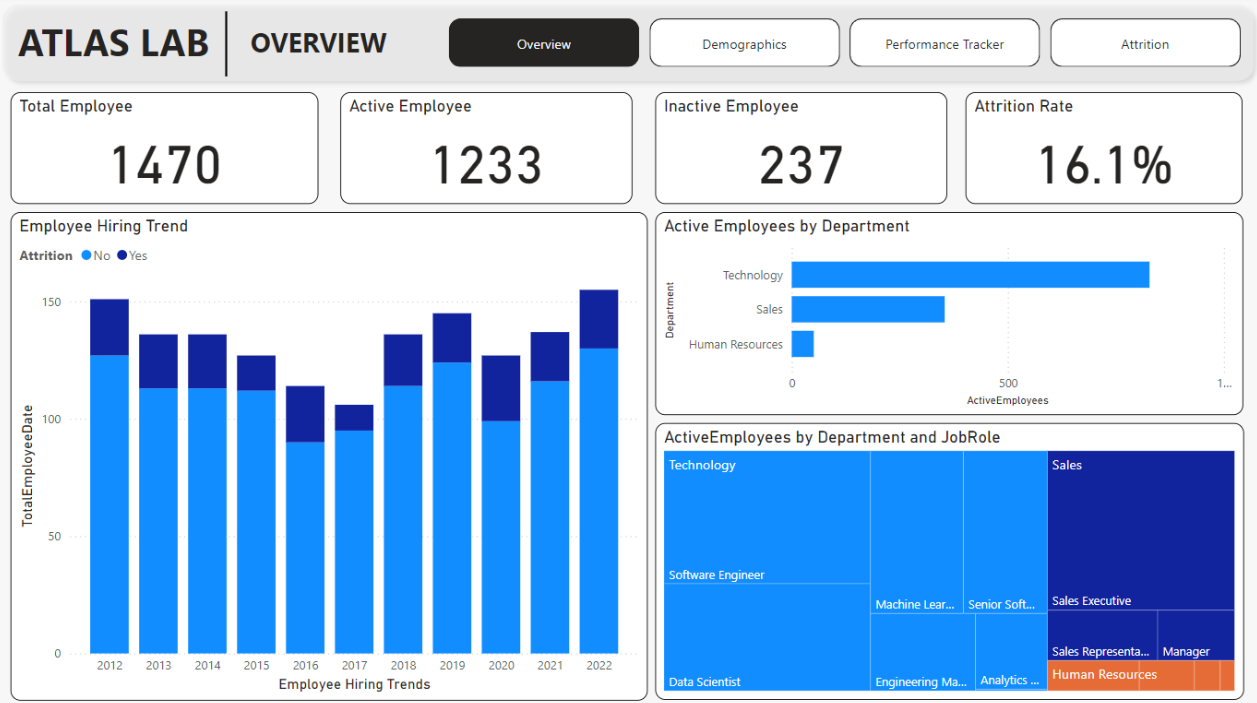 ATLAS LAB
OVERVIEW
Overview
Demographics
Performance Tracker
Attrition
Total Employee
1470
Active Employee
1233
Inactive Employee
237
Attrition Rate
16.1%
Employee Hiring Trend
Attrition No Yes
150
100
50
0
TotalEmployeeDate
2012 2013 2014 2015 2016 2017 2018 2019 2020 2021 2022
Employee Hiring Trends
Active Employees by Department
Department
Technology
Sales
Human Resources
0 500 1...
ActiveEmployees
ActiveEmployees by Department and JobRole
Technology
Software Engineer
Data Scientist
Machine Lear...
Senior Soft...
Engineering Ma...
Analytics ...
Sales
Sales Executive
Sales Representa...
Manager
Human Resources